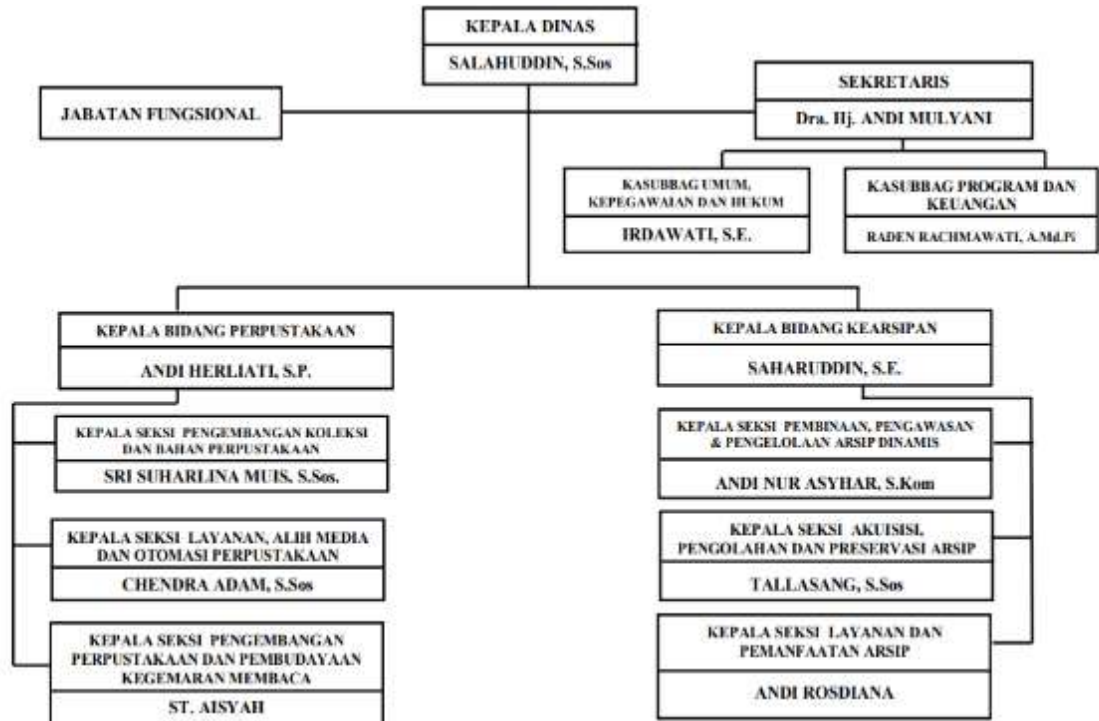 KEPALA DINAS
SALAHUDDIN, S.Sos
JABATAN FUNGSIONAL
SEKRETARIS
Dra. Hj. ANDI MULYANI
KASUBBAG UMUM,
KEPEGAWAIAN DAN HUKUM
IRDAWATI, S.E.
KASUBBAG PROGRAM DAN
KEUANGAN
RADEN RACHMAWATI, A.Md.Pi
KEPALA BIDANG PERPUSTAKAAN
ANDI HERLIATI, S.P.
KEPALA SEKSI PENGEMBANGAN KOLEKSI
DAN BAHAN PERPUSTAKAAN
SRI SUHARLINA MUIS, S.Sos.
KEPALA SEKSI LAYANAN, ALIH MEDIA
DAN OTOMASI PERPUSTAKAAN
CHENDRA ADAM, S.Sos
KEPALA SEKSI PENGEMBANGAN
PERPUSTAKAAN DAN PEMBUDAYAAN
KEGEMARAN MEMBACA
ST. AISYAH
KEPALA BIDANG KEARSIPAN
SAHARUDDIN, S.E.
KEPALA SEKSI PEMBINAAN, PENGAWASAN
& PENGELOLAAN ARSIP DINAMIS
ANDI NUR ASYHAR, S.Kom
KEPALA SEKSI AKUISISI,
PENGOLAHAN DAN PRESERVASI ARSIP
TALLASANG, S.Sos
KEPALA SEKSI LAYANAN DAN
PEMANFAATAN ARSIP
ANDI ROSDIANA